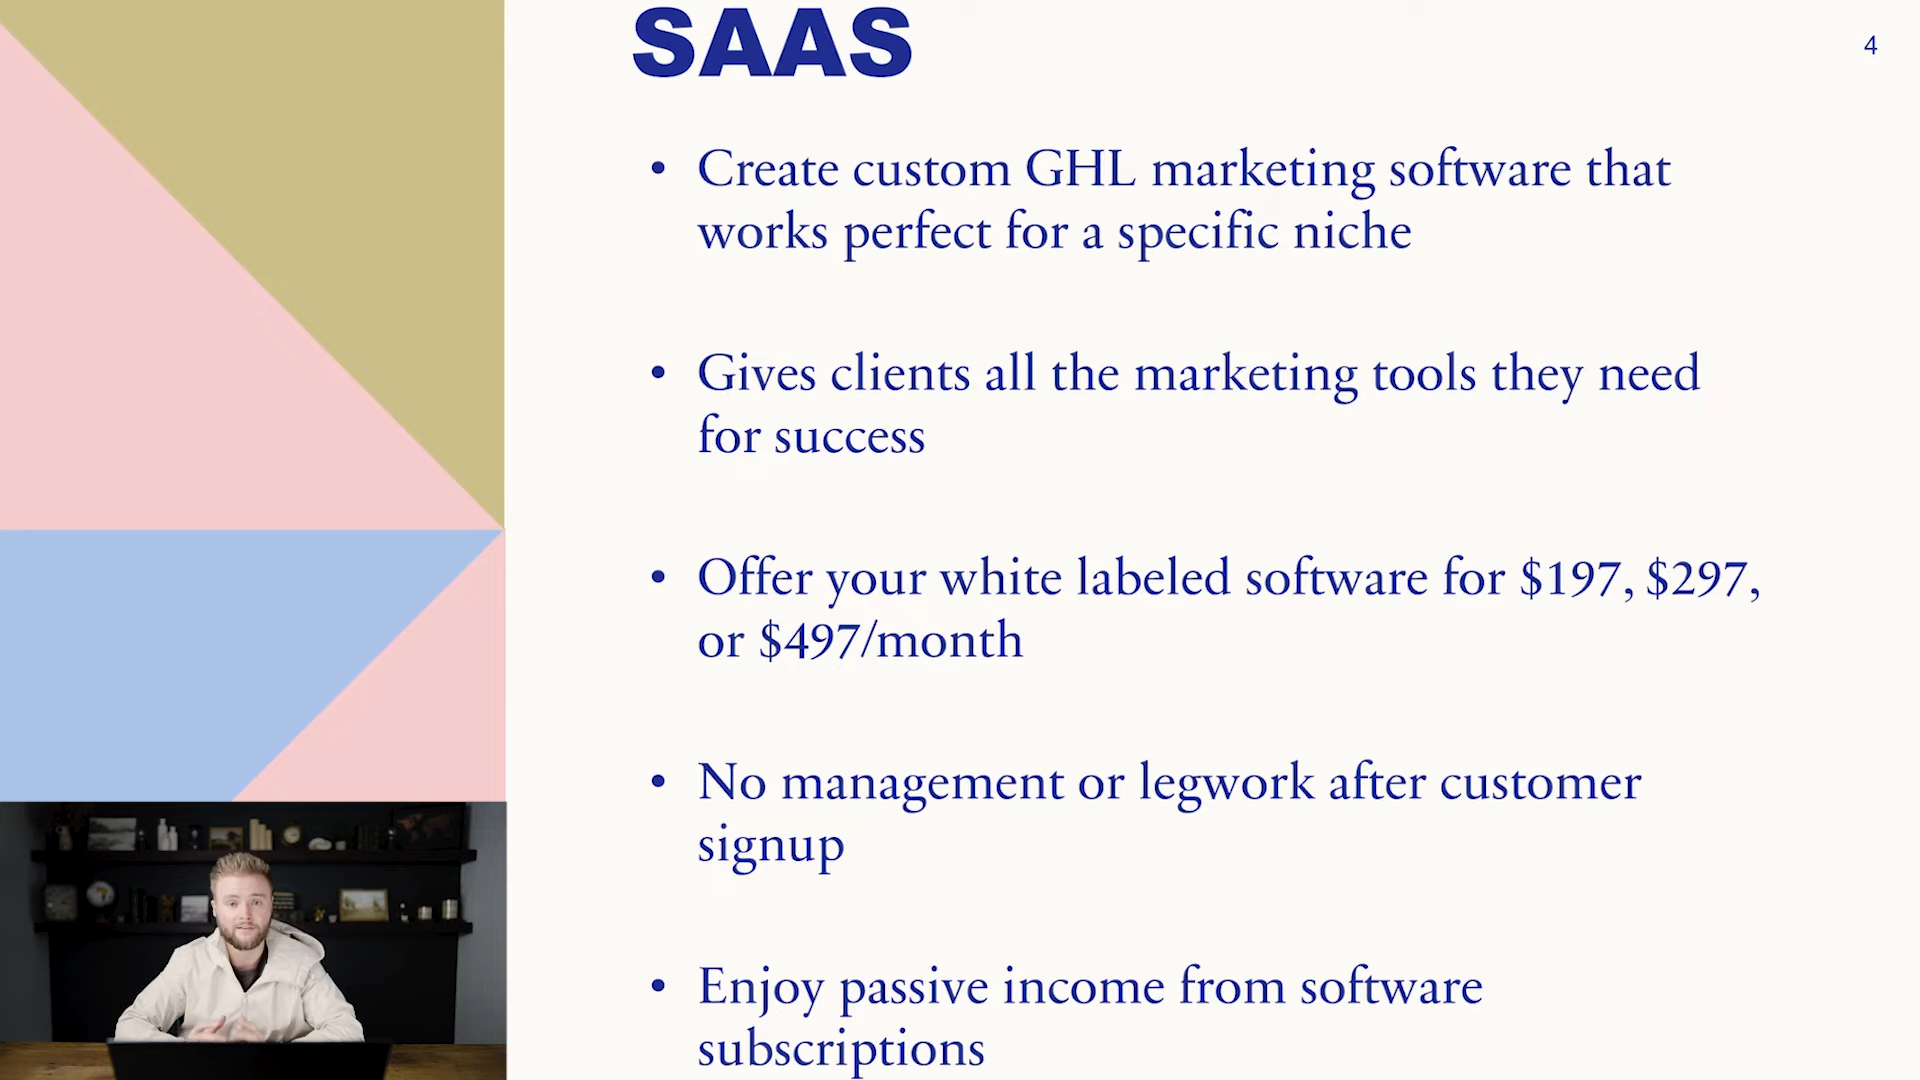 SAAS
4
• Create custom GHL marketing software that
works perfect for a specific niche
• Gives clients all the marketing tools they need
for success
• Offer your white labeled software for $197, $297,
or $497/month
• No management or legwork after customer
signup
• Enjoy passive income from software
subscriptions